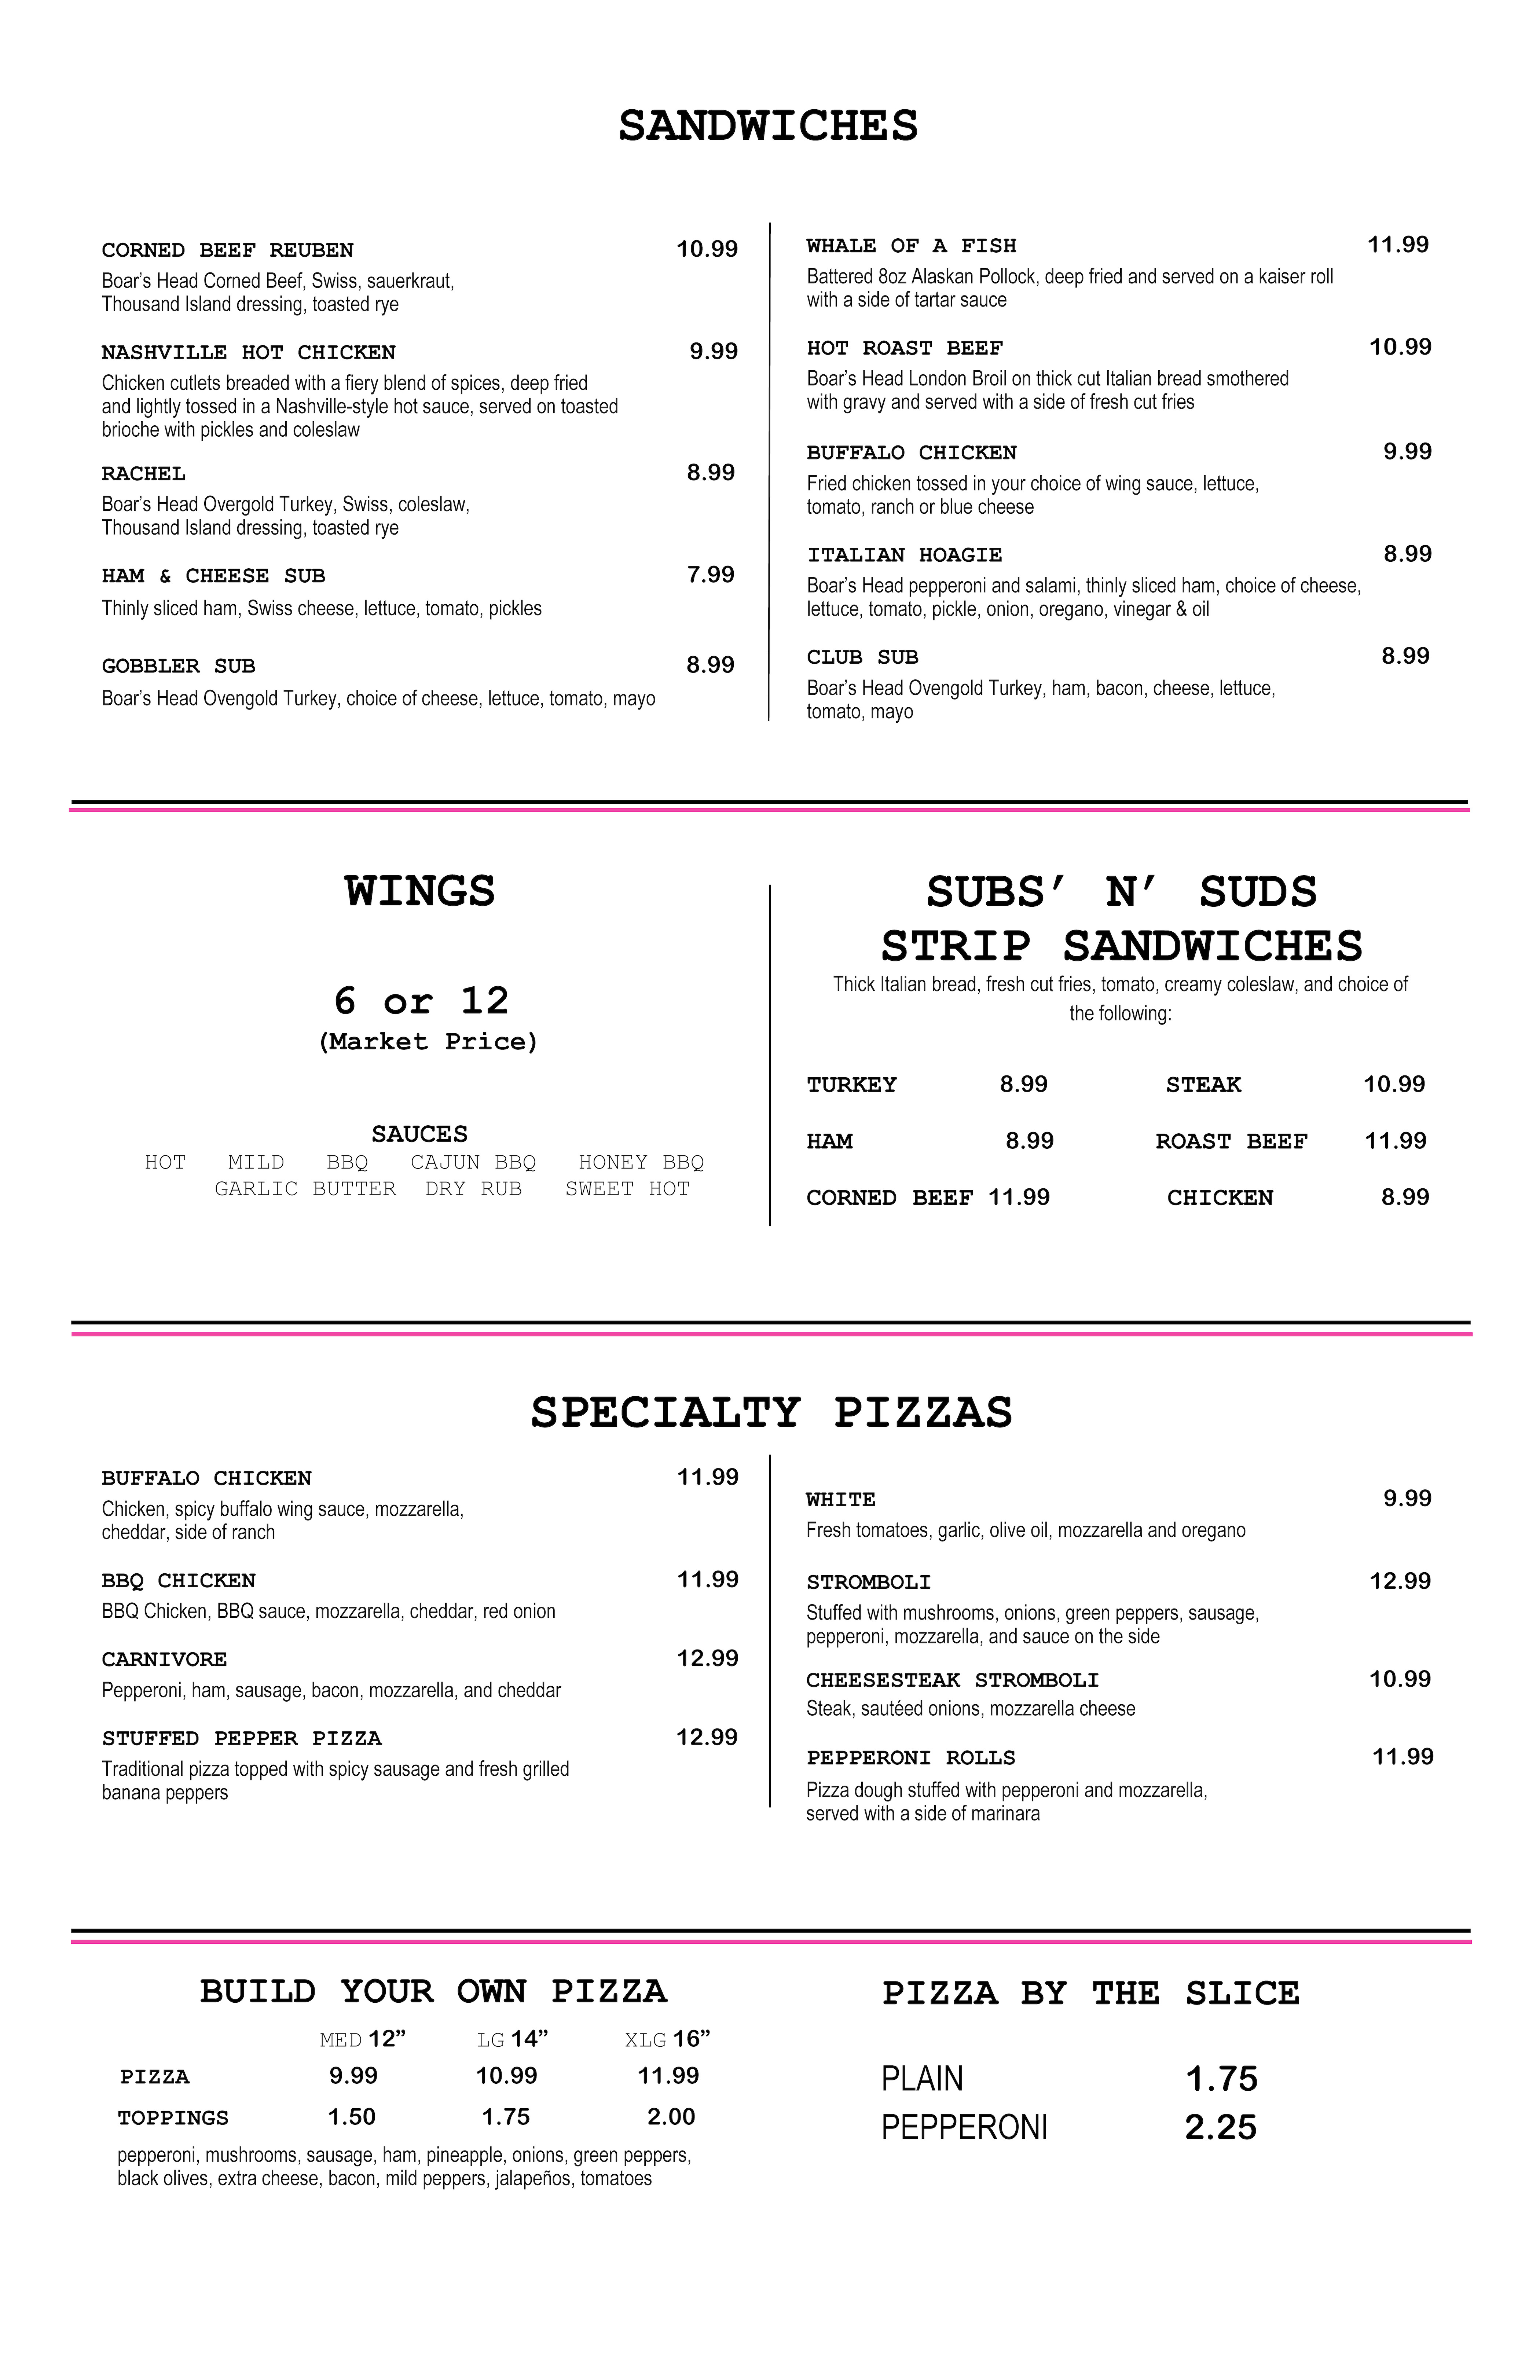 SANDWICHES
CORNED BEEF REUBEN 10.99
Boar's Head Corned Beef, Swiss, sauerkraut,
Thousand Island dressing, toasted rye
NASHVILLE HOT CHICKEN 9.99
Chicken cutlets breaded with a fiery blend of spices, deep fried
and lightly tossed in a Nashville-style hot sauce, served on toasted
brioche with pickles and coleslaw
RACHEL 8.99
Boar's Head Overgold Turkey, Swiss, coleslaw,
Thousand Island dressing, toasted rye
HAM & CHEESE SUB 7.99
Thinly sliced ham, Swiss cheese, lettuce, tomato, pickles
GOBBLER SUB 8.99
Boar's Head Ovengold Turkey, choice of cheese, lettuce, tomato, mayo
WHALE OF A FISH 11.99
Battered 8oz Alaskan Pollock, deep fried and served on a kaiser roll
with a side of tartar sauce
HOT ROAST BEEF 10.99
Boar's Head London Broil on thick cut Italian bread smothered
with gravy and served with a side of fresh cut fries
BUFFALO CHICKEN 9.99
Fried chicken tossed in your choice of wing sauce, lettuce,
tomato, ranch or blue cheese
ITALIAN HOAGIE 8.99
Boar's Head pepperoni and salami, thinly sliced ham, choice of cheese,
lettuce, tomato, pickle, onion, oregano, vinegar & oil
CLUB SUB 8.99
Boar's Head Ovengold Turkey, ham, bacon, cheese, lettuce,
tomato, mayo
WINGS
6 or 12
(Market Price)
SAUCES
HOT MILD BBQ CAJUN BBQ HONEY BBQ
GARLIC BUTTER DRY RUB SWEET HOT
SUBS' N' SUDS
STRIP SANDWICHES
Thick Italian bread, fresh cut fries, tomato, creamy coleslaw, and choice of
the following:
TURKEY 8.99 STEAK 10.99
HAM 8.99 ROAST BEEF 11.99
CORNED BEEF 11.99 CHICKEN 8.99
SPECIALTY PIZZAS
BUFFALO CHICKEN 11.99
Chicken, spicy buffalo wing sauce, mozzarella,
cheddar, side of ranch
BBQ CHICKEN 11.99
BBQ Chicken, BBQ sauce, mozzarella, cheddar, red onion
CARNIVORE 12.99
Pepperoni, ham, sausage, bacon, mozzarella, and cheddar
STUFFED PEPPER PIZZA 12.99
Traditional pizza topped with spicy sausage and fresh grilled
banana peppers
WHITE 9.99
Fresh tomatoes, garlic, olive oil, mozzarella and oregano
STROMBOLI 12.99
Stuffed with mushrooms, onions, green peppers, sausage,
pepperoni, mozzarella, and sauce on the side
CHEESESTEAK STROMBOLI 10.99
Steak, sautéed onions, mozzarella cheese
PEPPERONI ROLLS 11.99
Pizza dough stuffed with pepperoni and mozzarella,
served with a side of marinara
BUILD YOUR OWN PIZZA
MED 12” LG 14” XLG 16”
PIZZA 9.99 10.99 11.99
TOPPINGS 1.50 1.75 2.00
pepperoni, mushrooms, sausage, ham, pineapple, onions, green peppers,
black olives, extra cheese, bacon, mild peppers, jalapeños, tomatoes
PIZZA BY THE SLICE
PLAIN 1.75
PEPPERONI 2.25